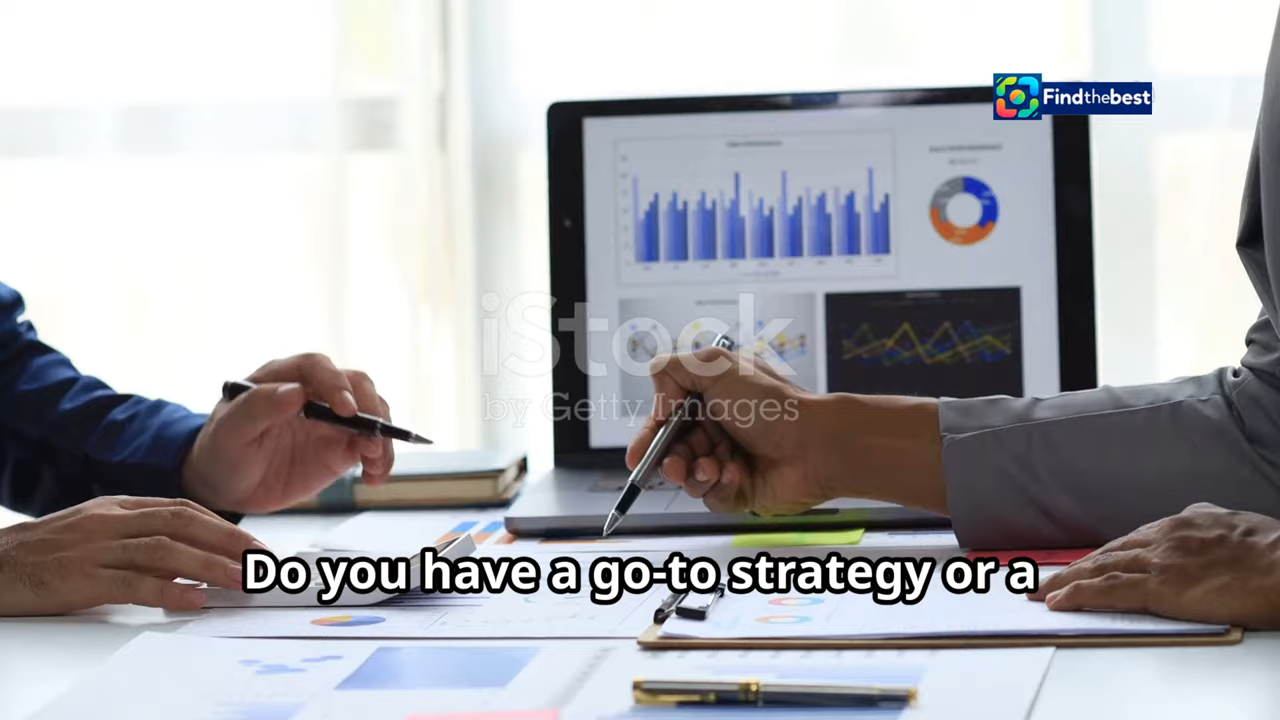 Findthebest
iStock
by Getty Images
Do you have a go-to strategy or a